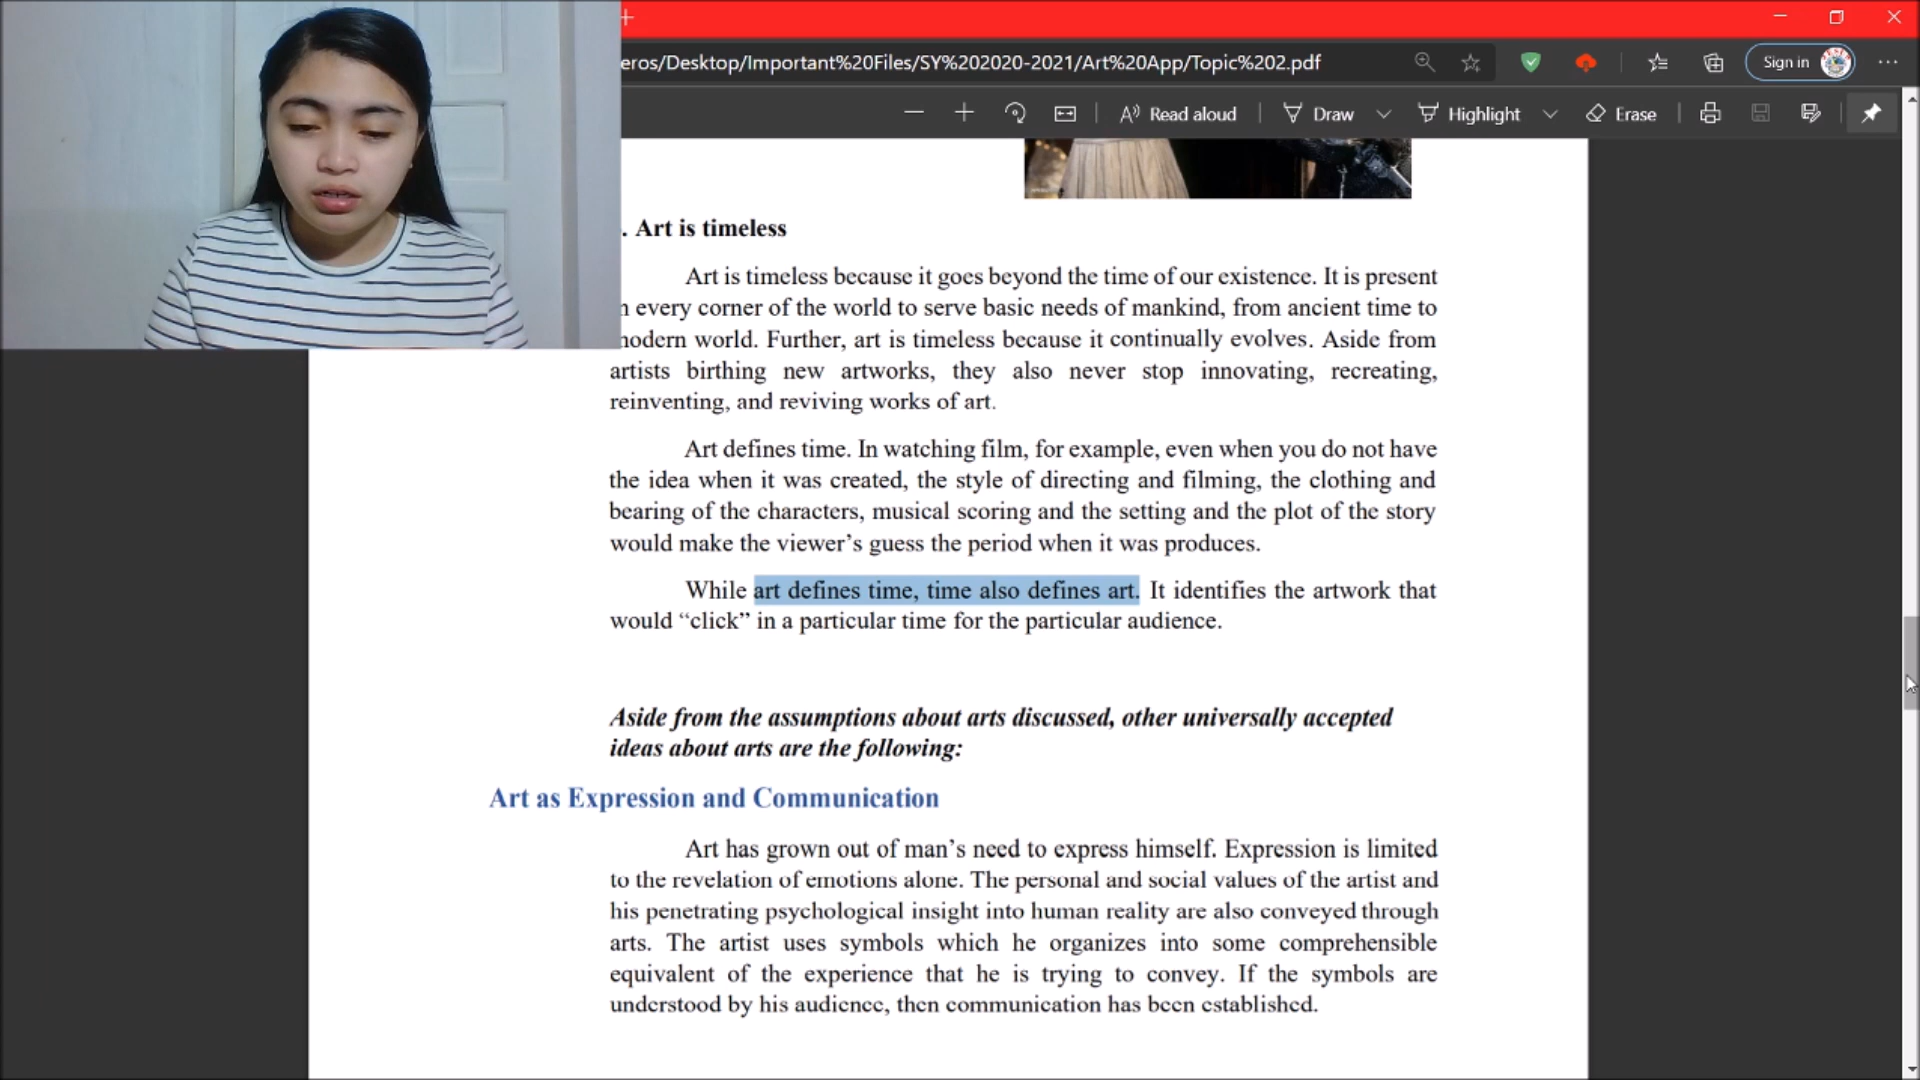 eros/Desktop/Important%20Files/SY%202020-2021/Art%20App/Topic%202.pdf
Sign in
Read aloud
Draw
Highlight
Erase
. Art is timeless
Art is timeless because it goes beyond the time of our existence. It is present
n every corner of the world to serve basic needs of mankind, from ancient time to
nodern world. Further, art is timeless because it continually evolves. Aside from
artists birthing new artworks, they also never stop innovating, recreating,
reinventing, and reviving works of art.
Art defines time. In watching film, for example, even when you do not have
the idea when it was created, the style of directing and filming, the clothing and
bearing of the characters, musical scoring and the setting and the plot of the story
would make the viewer’s guess the period when it was produces.
While art defines time, time also defines art. It identifies the artwork that
would “click” in a particular time for the particular audience.
Aside from the assumptions about arts discussed, other universally accepted
ideas about arts are the following:
Art as Expression and Communication
Art has grown out of man’s need to express himself. Expression is limited
to the revelation of emotions alone. The personal and social values of the artist and
his penetrating psychological insight into human reality are also conveyed through
arts. The artist uses symbols which he organizes into some comprehensible
equivalent of the experience that he is trying to convey. If the symbols are
understood by his audience, then communication has been established.